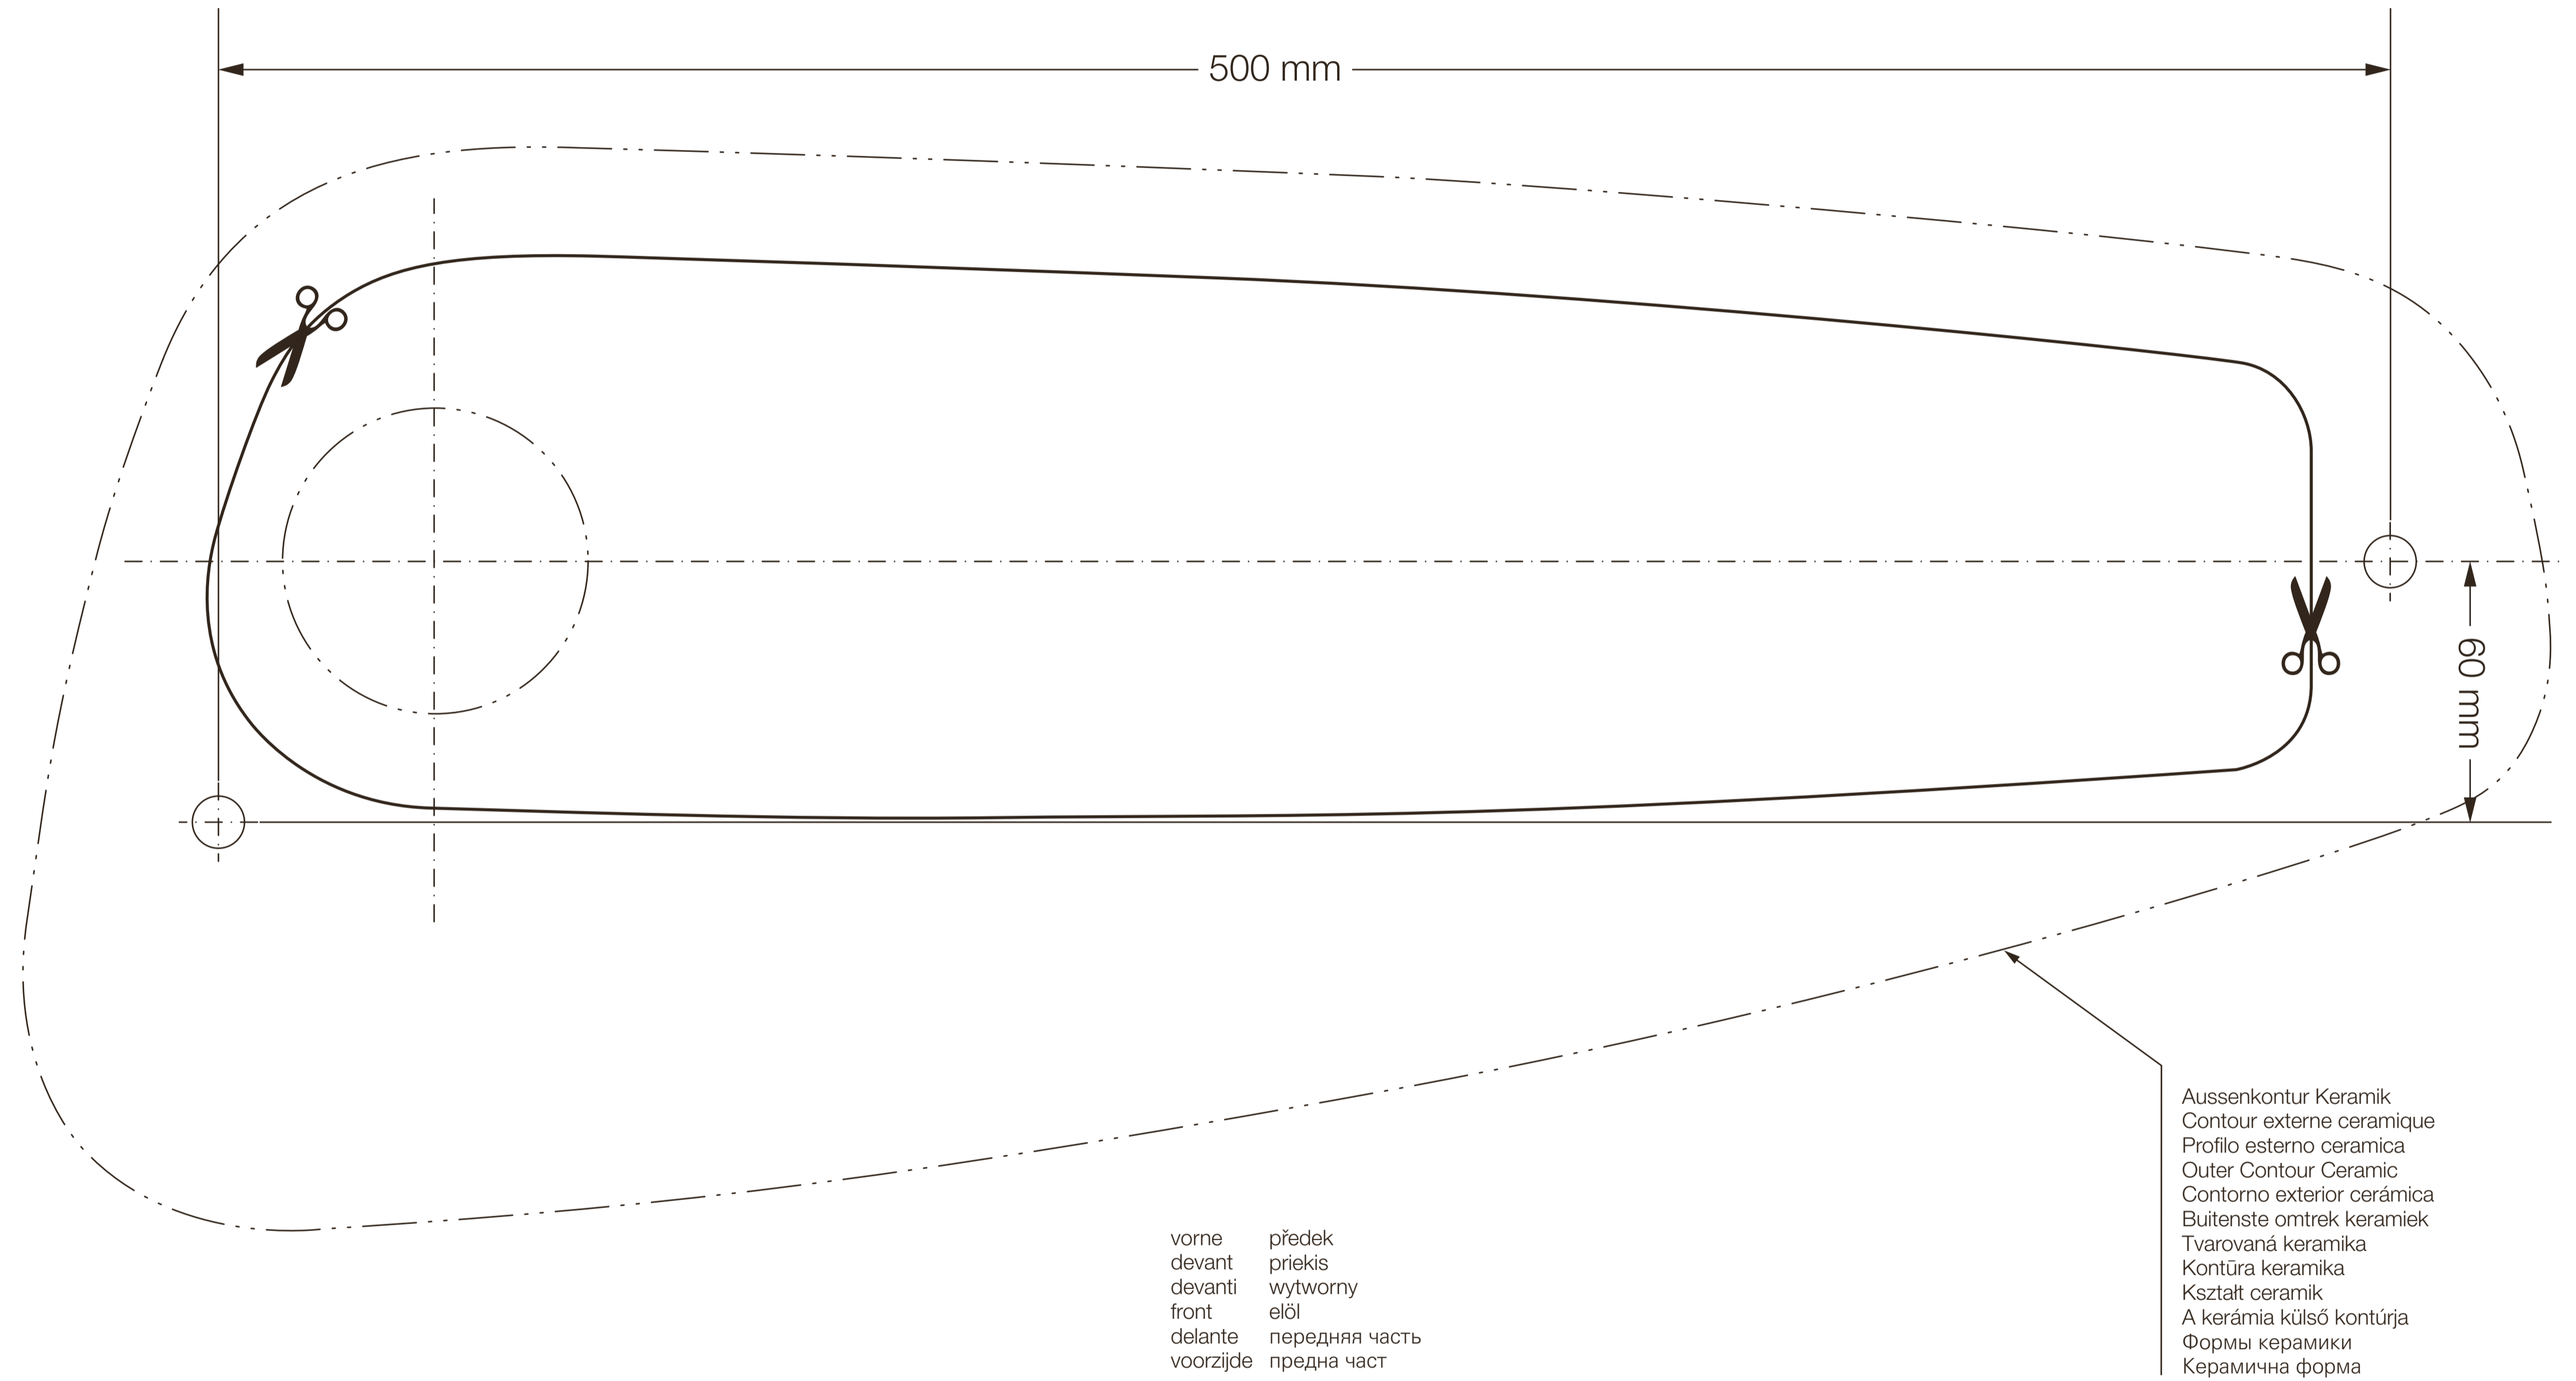 500 mm
60 mm
Aussenkontur Keramik
Contour externe ceramique
Profilo esterno ceramica
Outer Contour Ceramic
Contorno exterior cerámica
Buitenste omtrek keramiek
Tvarovaná keramika
Kontūra keramika
Kształt ceramik
A kerámia külső kontúrja
Формы керамики
Керамична форма
vorne předek
devant priekis
devanti wytworny
front elöl
delante передняя часть
voorzijde предна част